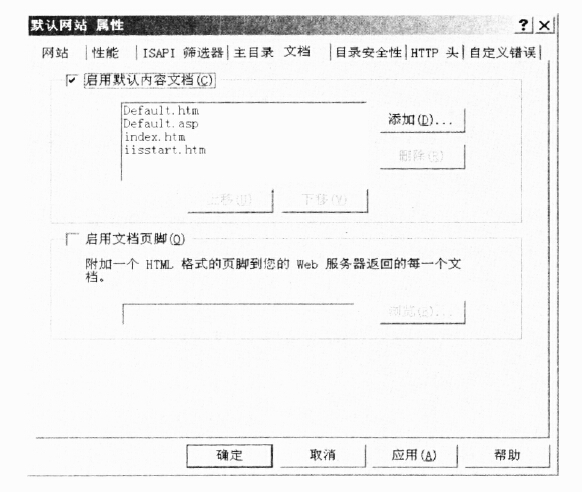 默认网站 属性
? ×
网站 性能 ISAPI 筛选器 主目录 文档 目录安全性 HTTP 头 自定义错误
启用默认内容文档(C)
Default.htm
Default.asp
index.htm
iisstart.htm
添加(D)...
删除(R)
上移(U) 下移(V)
启用文档页脚(O)
附加一个 HTML 格式的页脚到您的 Web 服务器返回的每一个文
档。
确定 取消 应用(A) 帮助